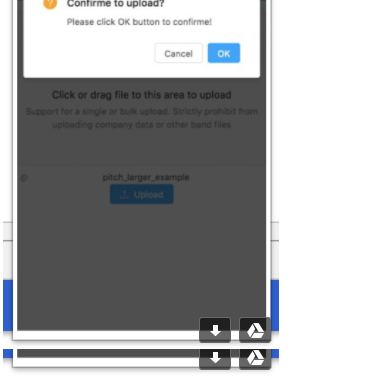 Confirme to upload?
Please click OK button to confirme!
Cancel OK
Click or drag file to this area to upload
Support for a single or bulk upload. Strictly prohibit from
uploading company data or other band files
pitch_larger_example
Upload